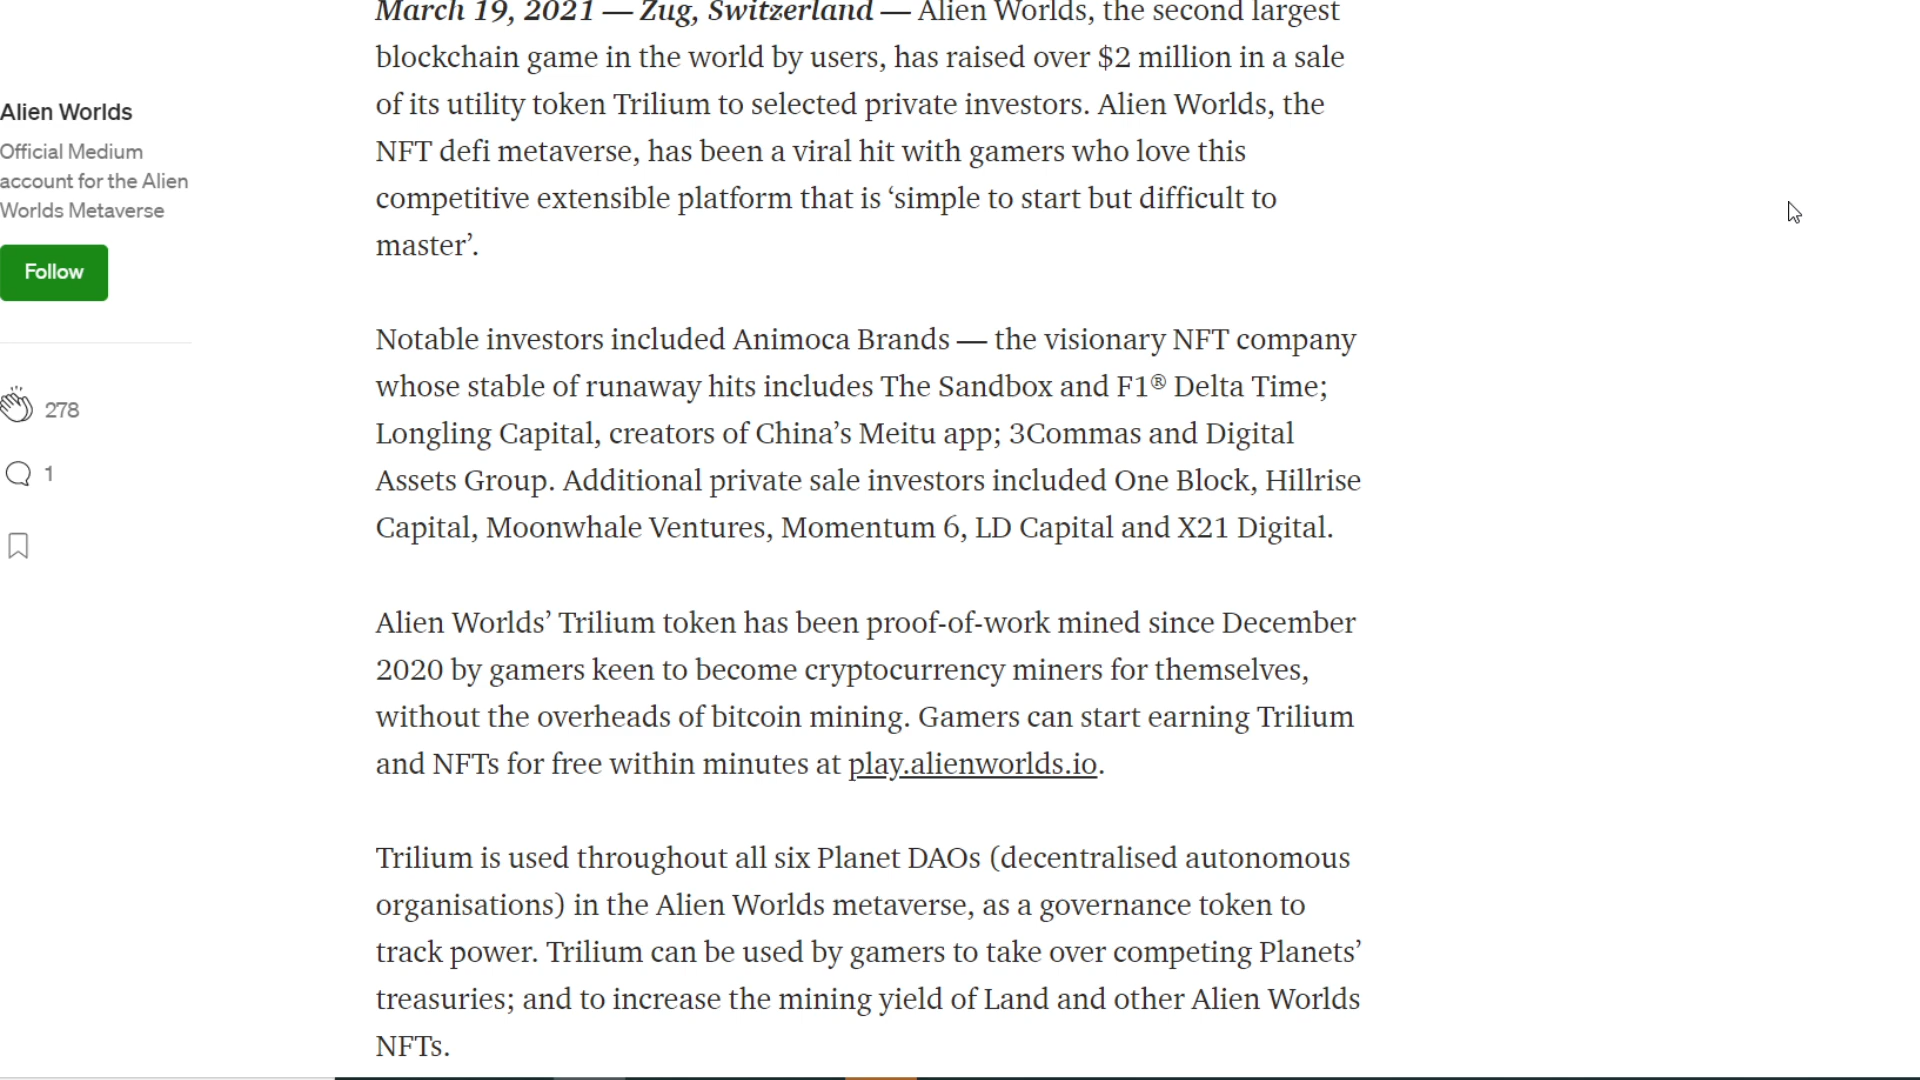 March 19, 2021 — Zug, Switzerland — Alien Worlds, the second largest
blockchain game in the world by users, has raised over $2 million in a sale
of its utility token Trilium to selected private investors. Alien Worlds, the
NFT defi metaverse, has been a viral hit with gamers who love this
competitive extensible platform that is ‘simple to start but difficult to
master’.
Alien Worlds
Official Medium
account for the Alien
Worlds Metaverse
Follow
278
1
Notable investors included Animoca Brands — the visionary NFT company
whose stable of runaway hits includes The Sandbox and F1® Delta Time;
Longling Capital, creators of China’s Meitu app; 3Commas and Digital
Assets Group. Additional private sale investors included One Block, Hillrise
Capital, Moonwhale Ventures, Momentum 6, LD Capital and X21 Digital.
Alien Worlds’ Trilium token has been proof-of-work mined since December
2020 by gamers keen to become cryptocurrency miners for themselves,
without the overheads of bitcoin mining. Gamers can start earning Trilium
and NFTs for free within minutes at play.alienworlds.io.
Trilium is used throughout all six Planet DAOs (decentralised autonomous
organisations) in the Alien Worlds metaverse, as a governance token to
track power. Trilium can be used by gamers to take over competing Planets’
treasuries; and to increase the mining yield of Land and other Alien Worlds
NFTs.